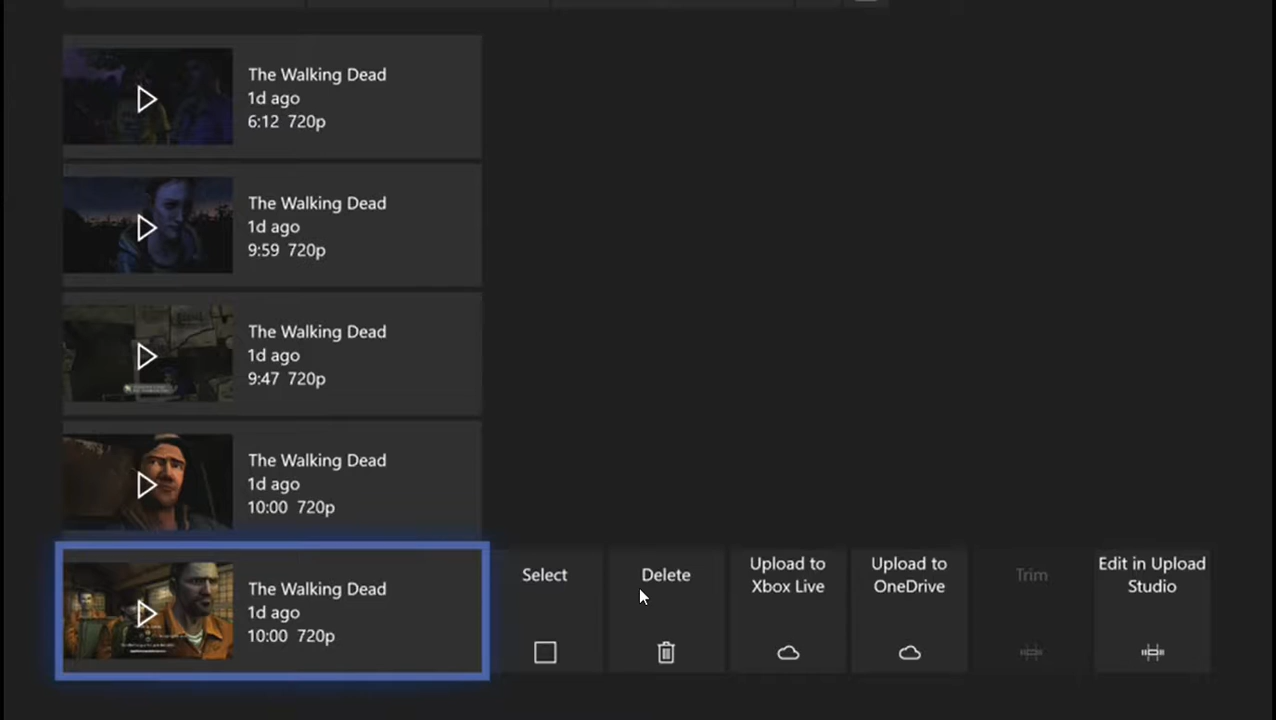 The Walking Dead
1d ago
6:12 720p
The Walking Dead
1d ago
9:59 720p
The Walking Dead
1d ago
9:47 720p
The Walking Dead
1d ago
10:00 720p
The Walking Dead
1d ago
10:00 720p
Select
Delete
Upload to
Xbox Live
Upload to
OneDrive
Trim
Edit in Upload
Studio